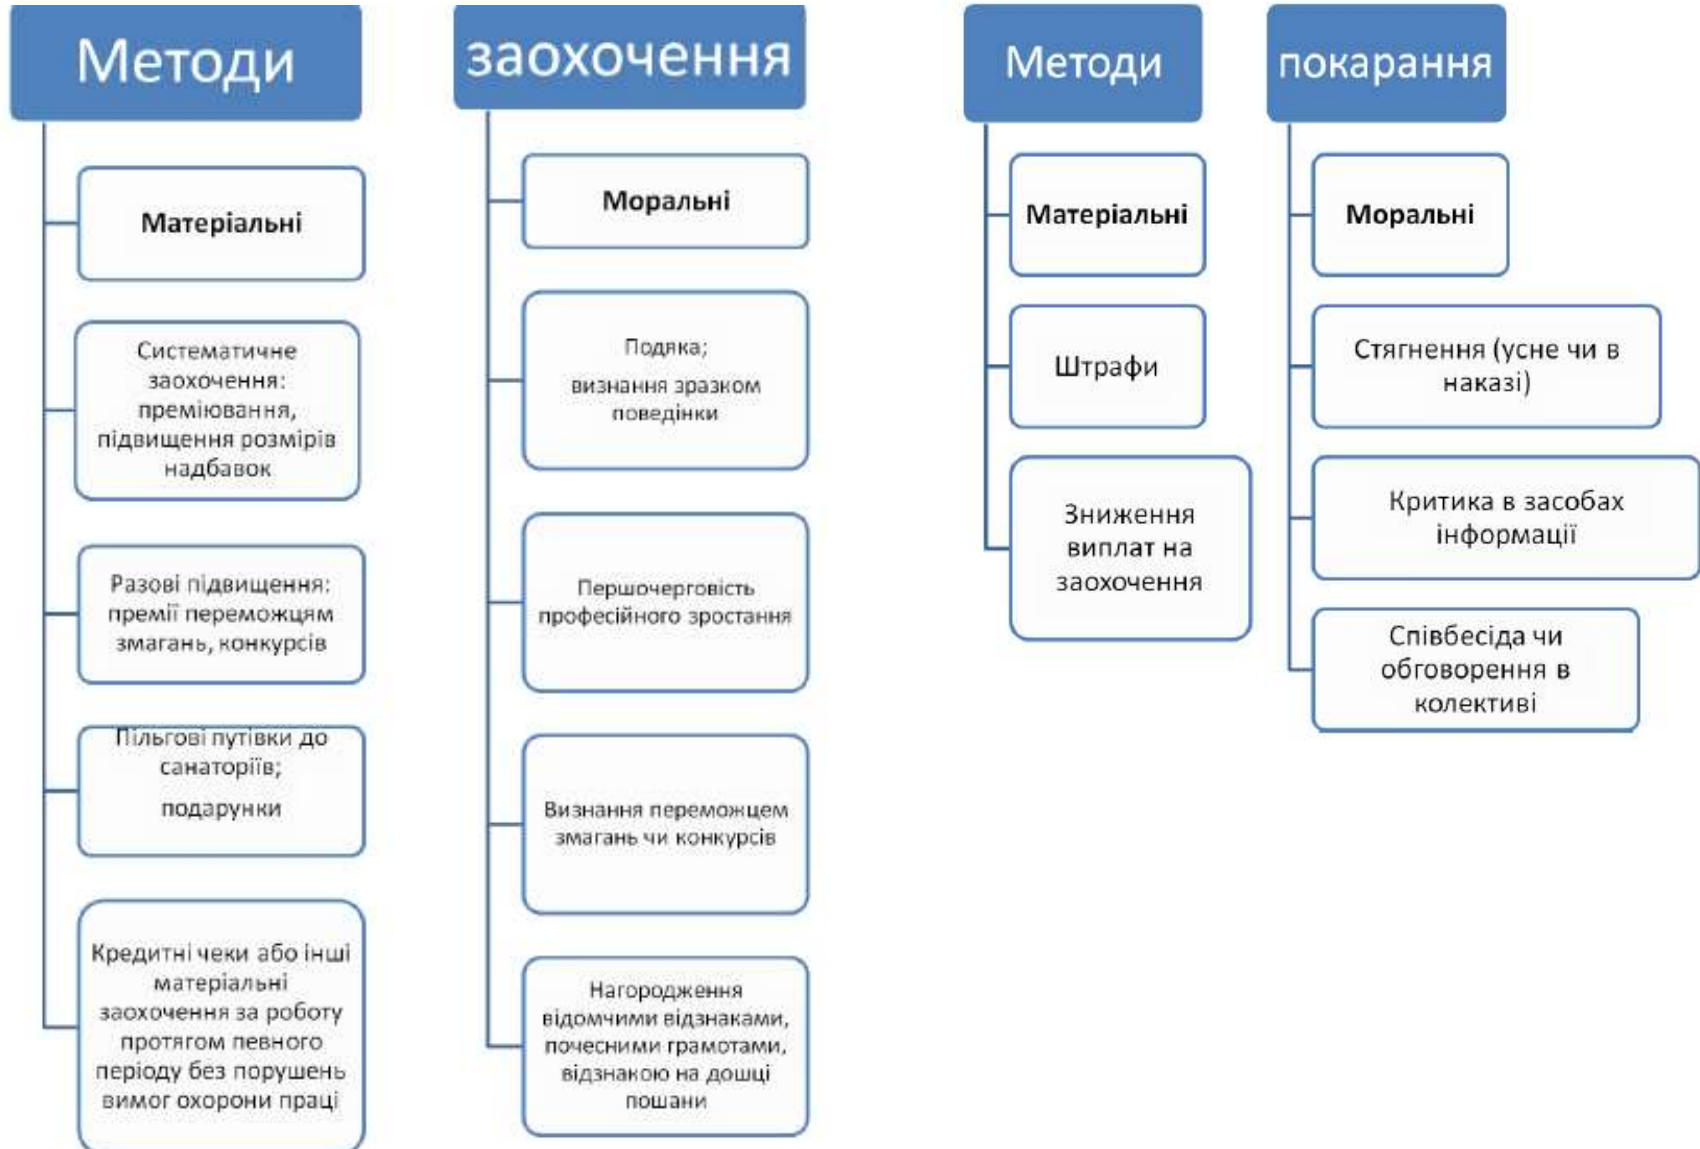 Методи
Матеріальні
Систематичне
заохочення:
преміювання,
підвищення розмірів
надбавок
Разові підвищення:
премії переможцям
змагань, конкурсів
Пільгові путівки до
санаторіїв;
подарунки
Кредитні чеки або інші
матеріальні
заохочення за роботу
протягом певного
періоду без порушень
вимог охорони праці
заохочення
Моральні
Подяка;
визнання зразком
поведінки
Першочерговість
професійного зростання
Визнання переможцем
змагань чи конкурсів
Нагородження
відомчими відзнаками,
почесними грамотами,
відзнакою на дошці
пошани
Методи
Матеріальні
Штрафи
Зниження
виплат на
заохочення
покарання
Моральні
Стягнення (усне чи в
наказі)
Критика в засобах
інформації
Співбесіда чи
обговорення в
колективі